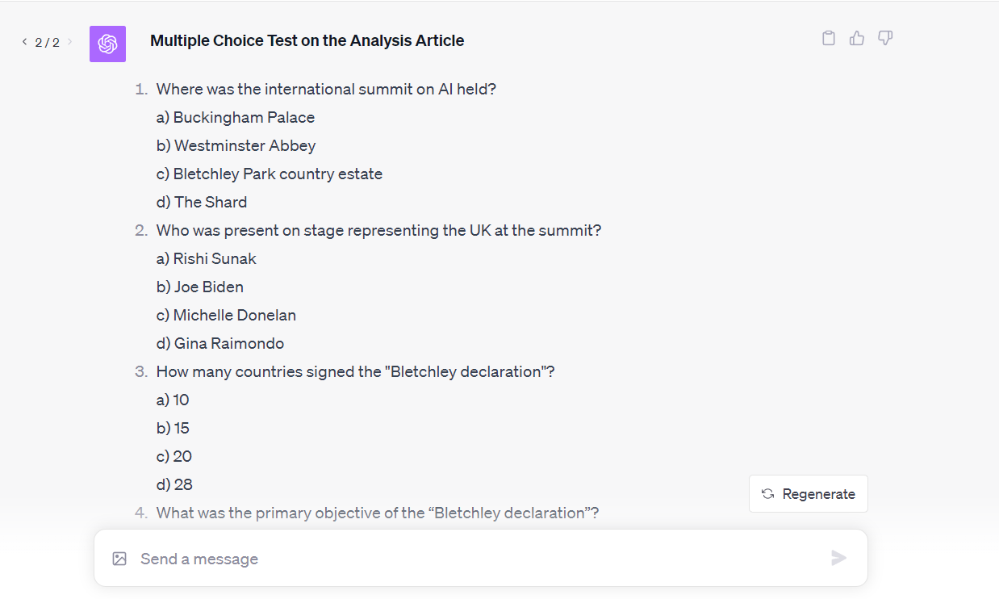 2 / 2
Multiple Choice Test on the Analysis Article
1. Where was the international summit on AI held?
a) Buckingham Palace
b) Westminster Abbey
c) Bletchley Park country estate
d) The Shard
2. Who was present on stage representing the UK at the summit?
a) Rishi Sunak
b) Joe Biden
c) Michelle Donelan
d) Gina Raimondo
3. How many countries signed the "Bletchley declaration"?
a) 10
b) 15
c) 20
d) 28
Regenerate
4. What was the primary objective of the “Bletchley declaration”?
Send a message